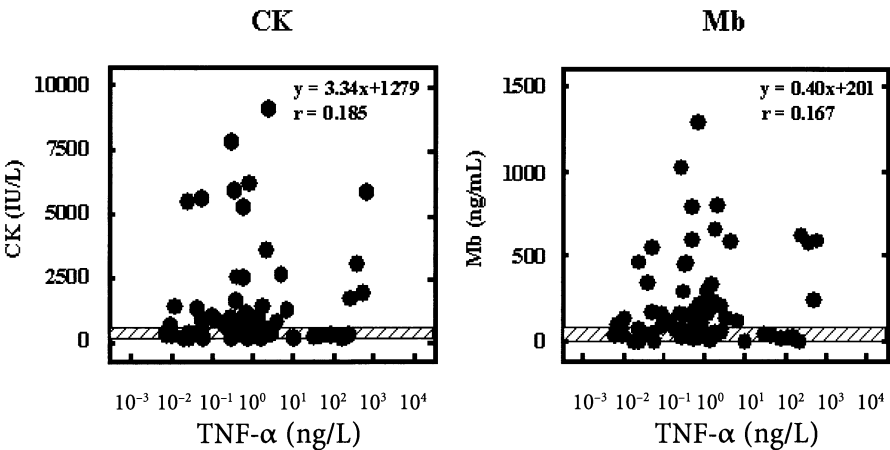 CK
y = 3.34x+1279
r = 0.185
10000
7500
5000
2500
0
CK (IU/L)
10⁻³ 10⁻² 10⁻¹ 10⁰ 10¹ 10² 10³ 10⁴
TNF-α (ng/L)
Mb
y = 0.40x+201
r = 0.167
1500
1000
500
0
Mb (ng/mL)
10⁻³ 10⁻² 10⁻¹ 10⁰ 10¹ 10² 10³ 10⁴
TNF-α (ng/L)